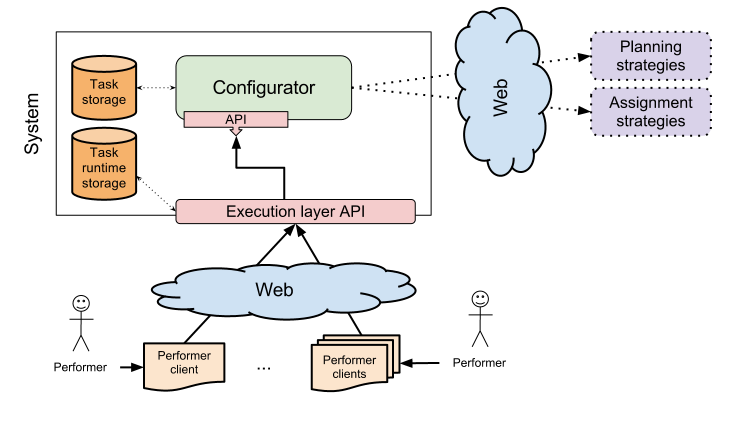 System
Task
storage
Configurator
API
Task
runtime
storage
Execution layer API
Web
Planning
strategies
Assignment
strategies
Web
Performer
Performer
client
...
Performer
clients
Performer